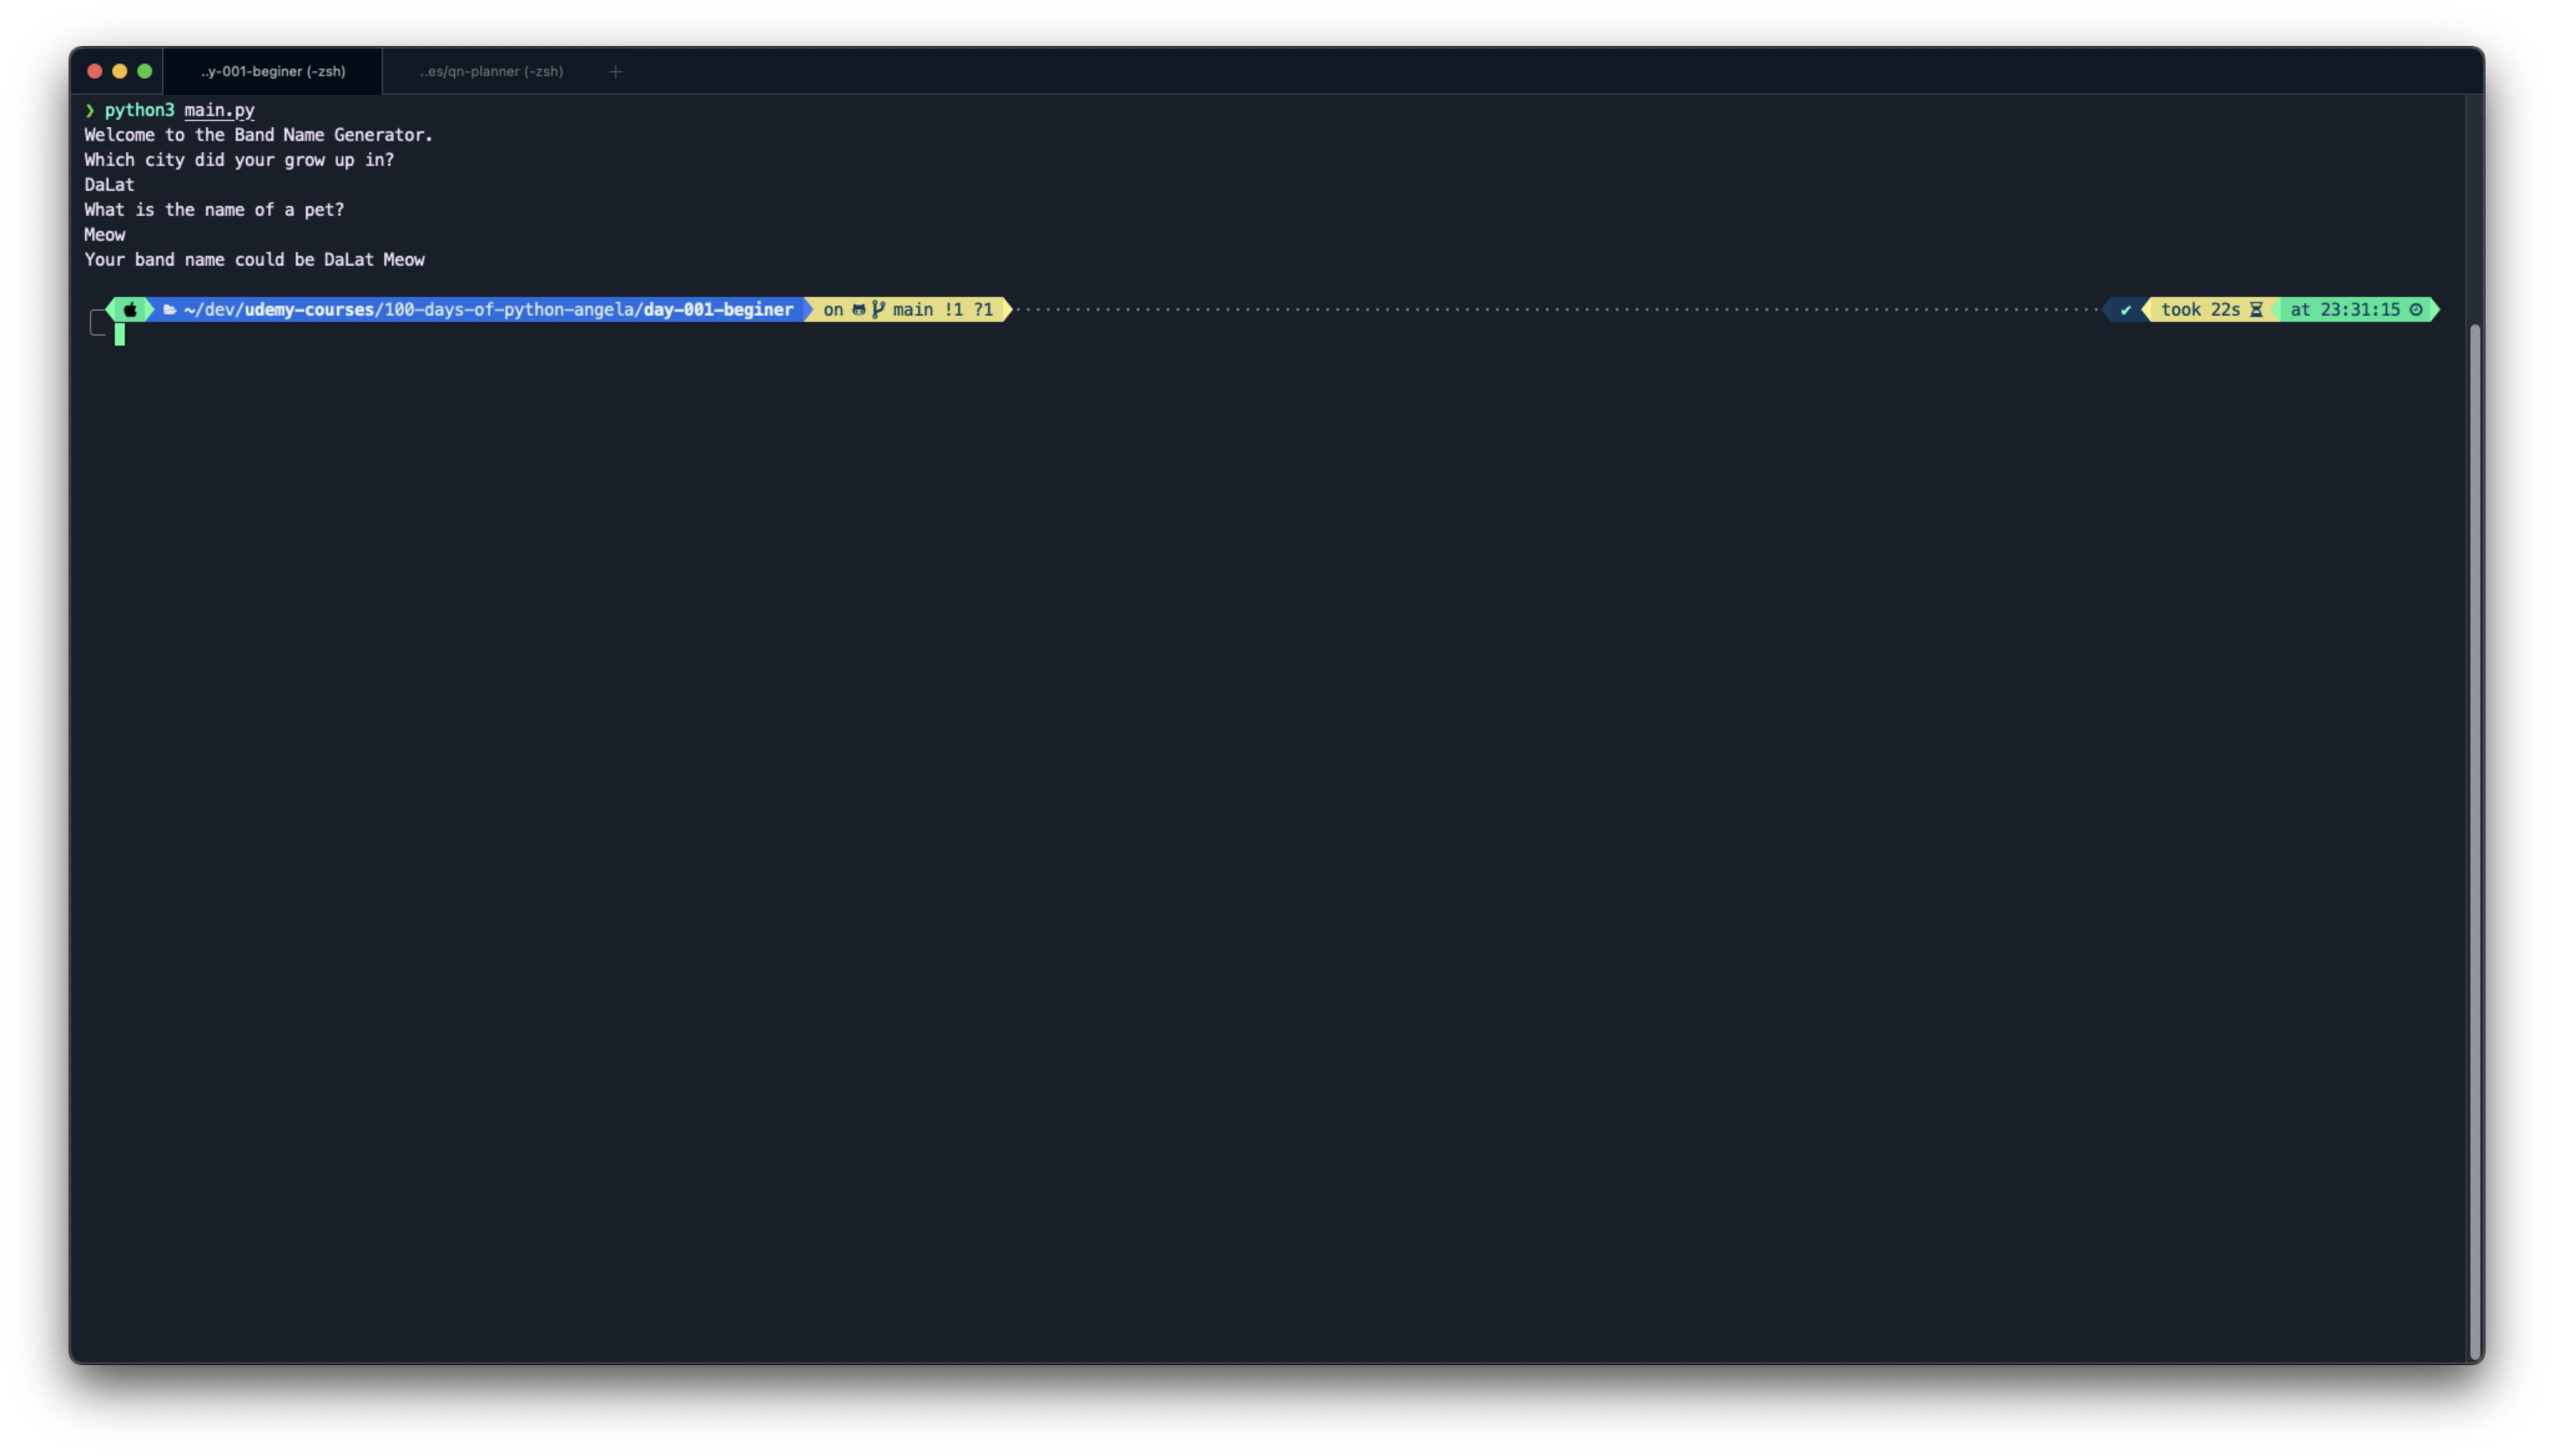 ..y-001-beginer (-zsh) ..es/qn-planner (-zsh) +
❯ python3 main.py
Welcome to the Band Name Generator.
Which city did your grow up in?
DaLat
What is the name of a pet?
Meow
Your band name could be DaLat Meow
~/dev/udemy-courses/100-days-of-python-angela/day-001-beginer on main !1 ?1 ✔ took 22s at 23:31:15